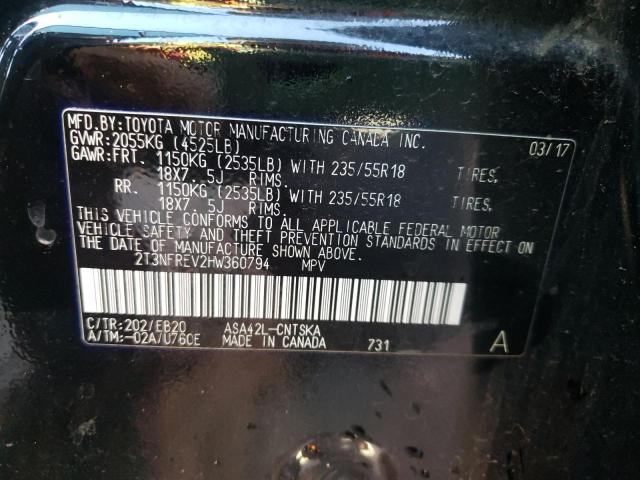 MFD.BY:TOYOTA MOTOR MANUFACTURING CANADA INC. 03/17
GVWR:2055KG (4525LB)
GAWR:FRT. 1150KG (2535LB) WITH 235/55R18 TIRES,
18X7. 5J RIMS.
RR. 1150KG (2535LB) WITH 235/55R18 TIRES,
18X7. 5J RIMS.
THIS VEHICLE CONFORMS TO ALL APPLICABLE FEDERAL MOTOR
VEHICLE SAFETY AND THEFT PREVENTION STANDARDS IN EFFECT ON
THE DATE OF MANUFACTURE SHOWN ABOVE.
2T3NFREV2HW360794 MPV
C/TR:202/EB20 ASA42L-CNTSKA
A/TM:-02A/U760E MADE IN CANADA 731 A